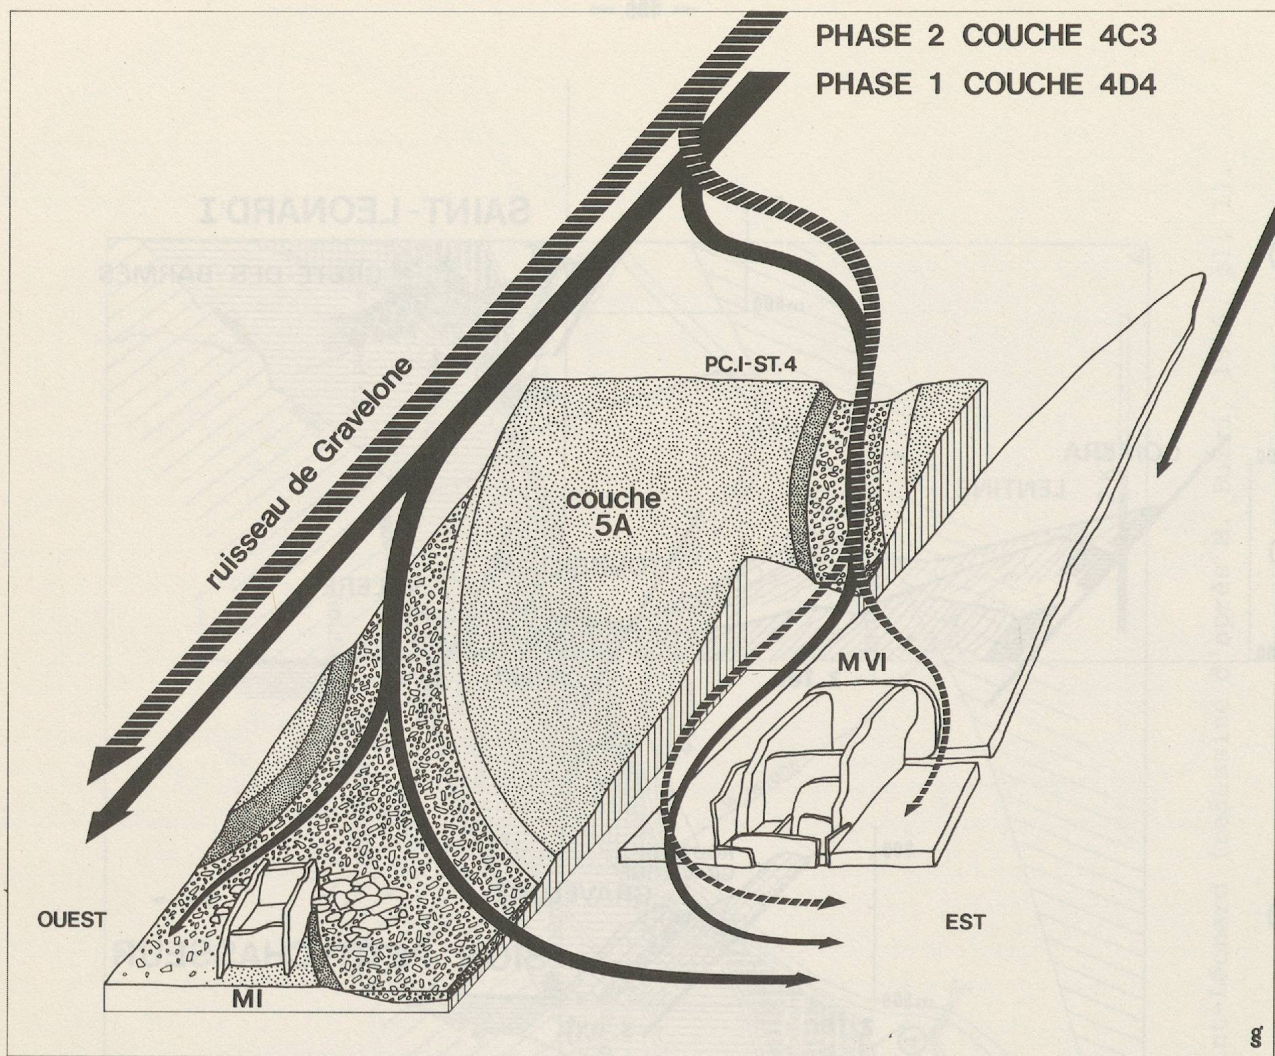 PHASE 2 COUCHE 4C3
PHASE 1 COUCHE 4D4
PC.I-ST.4
ruisseau de Gravelone
couche
5A
M VI
OUEST
EST
MI